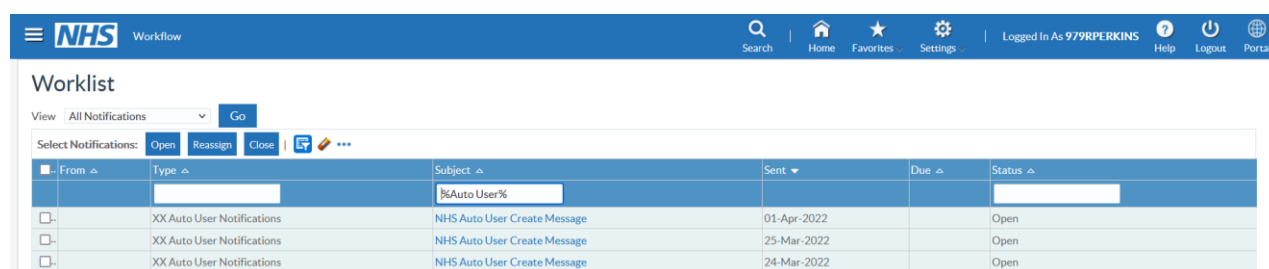 NHS Workflow
Search | Home Favorites Settings | Logged In As 979RPERKINS Help Logout Porta
Worklist
View All Notifications Go
Select Notifications: Open Reassign Close |
From Type Subject Sent Due Status
%Auto User%
XX Auto User Notifications NHS Auto User Create Message 01-Apr-2022 Open
XX Auto User Notifications NHS Auto User Create Message 25-Mar-2022 Open
XX Auto User Notifications NHS Auto User Create Message 24-Mar-2022 Open